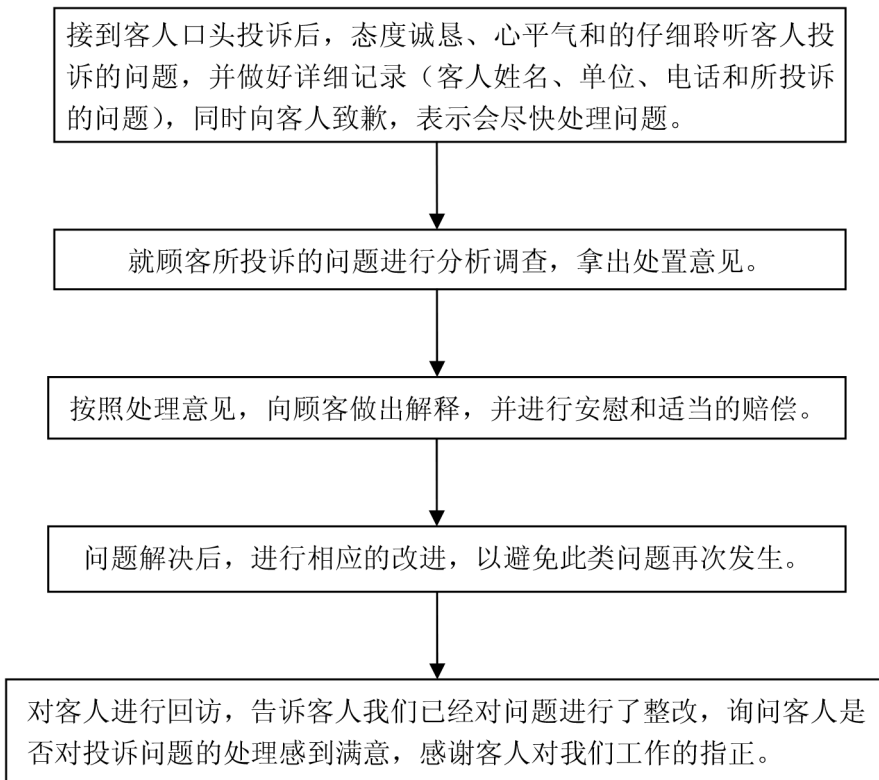 接到客人口头投诉后，态度诚恳、心平气和的仔细聆听客人投
诉的问题，并做好详细记录（客人姓名、单位、电话和所投诉
的问题），同时向客人致歉，表示会尽快处理问题。
就顾客所投诉的问题进行分析调查，拿出处置意见。
按照处理意见，向顾客做出解释，并进行安慰和适当的赔偿。
问题解决后，进行相应的改进，以避免此类问题再次发生。
对客人进行回访，告诉客人我们已经对问题进行了整改，询问客人是
否对投诉问题的处理感到满意，感谢客人对我们工作的指正。